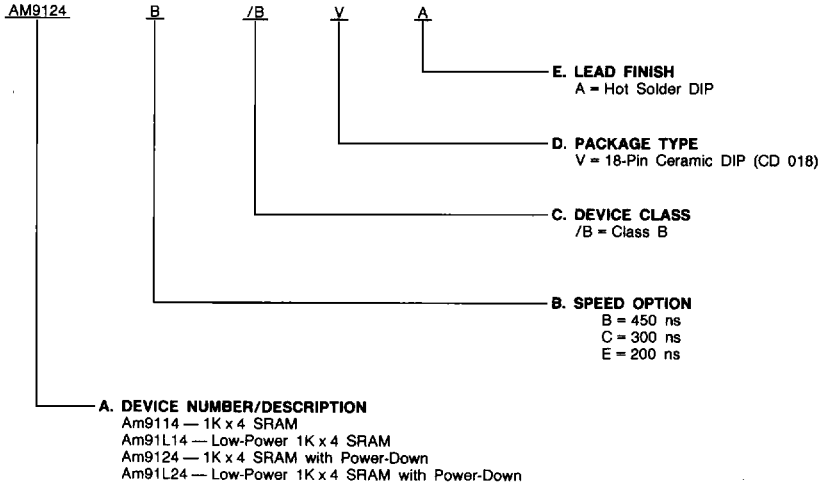 AM9124 B /B V A
E. LEAD FINISH
A = Hot Solder DIP
D. PACKAGE TYPE
V = 18-Pin Ceramic DIP (CD 018)
C. DEVICE CLASS
/B = Class B
B. SPEED OPTION
B = 450 ns
C = 300 ns
E = 200 ns
A. DEVICE NUMBER/DESCRIPTION
Am9114 — 1K x 4 SRAM
Am91L14 — Low-Power 1K x 4 SRAM
Am9124 — 1K x 4 SRAM with Power-Down
Am91L24 — Low-Power 1K x 4 SRAM with Power-Down